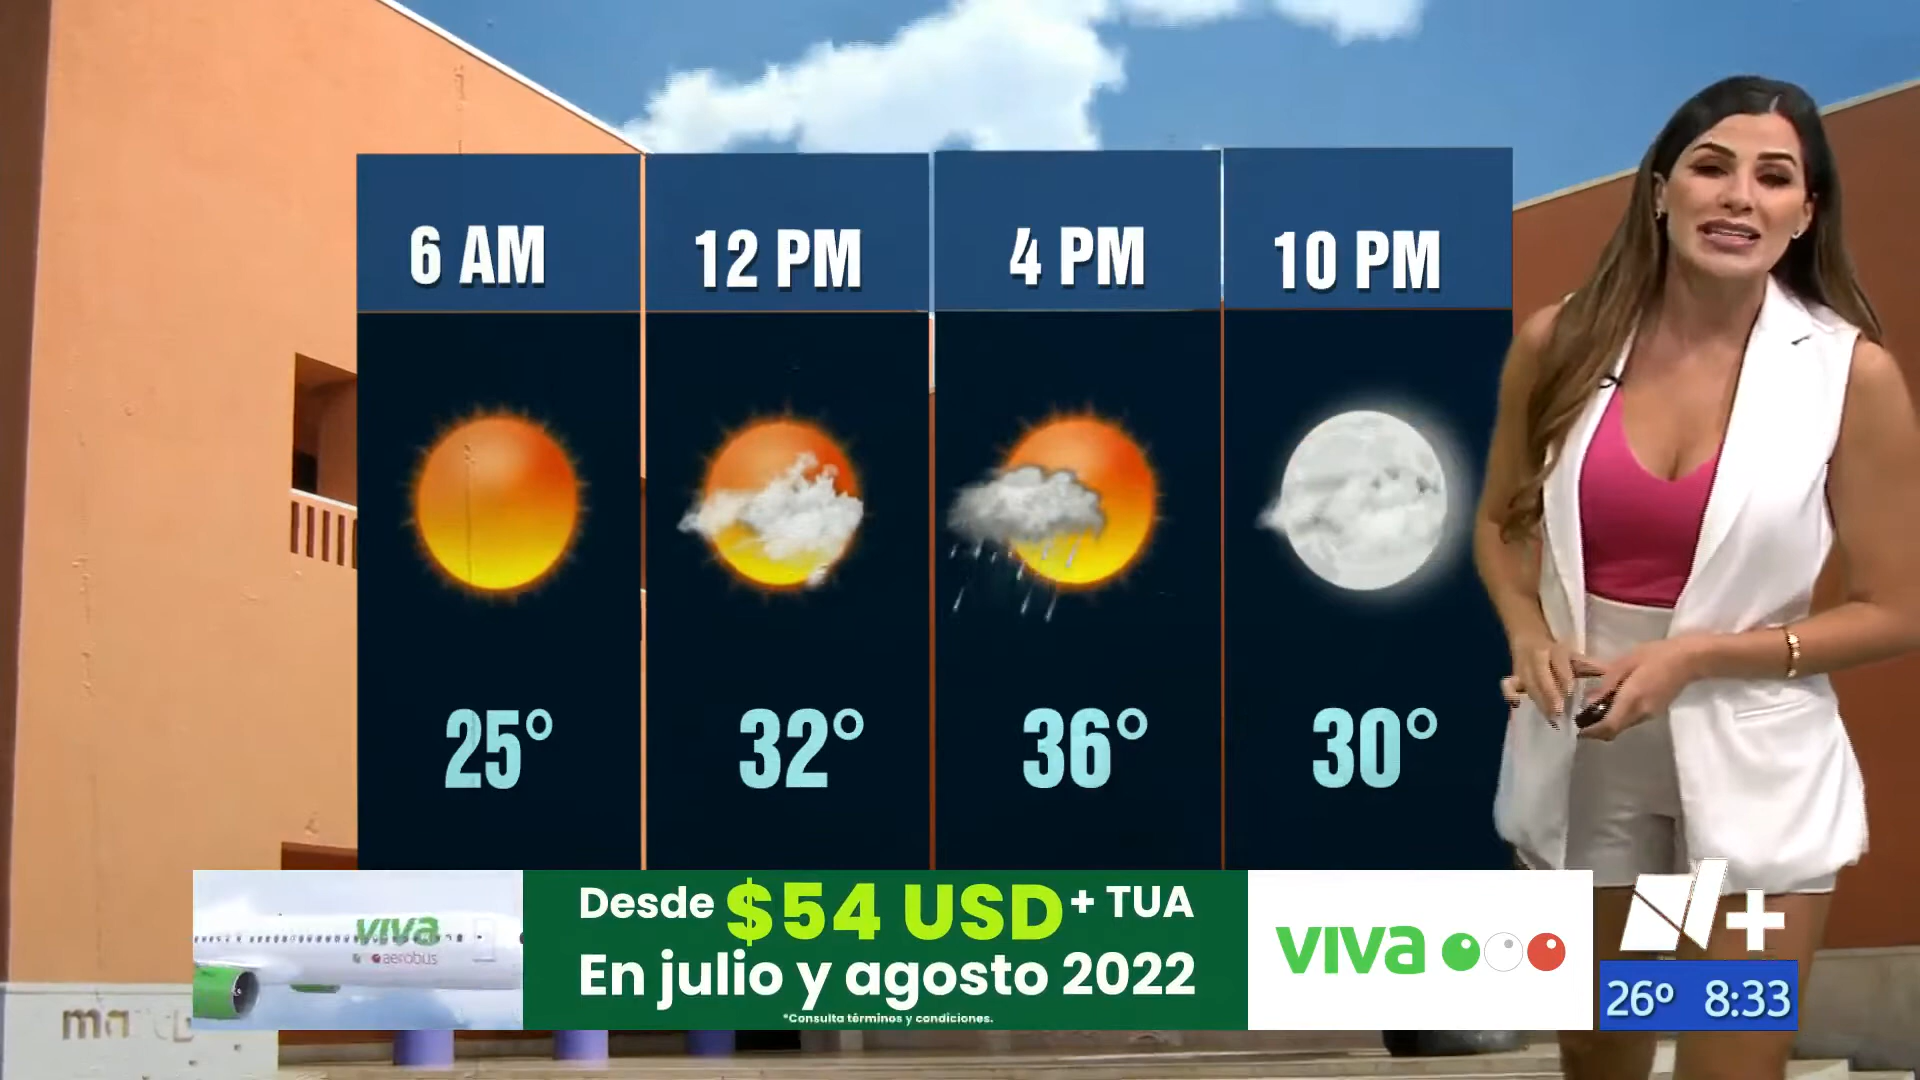 6 AM
12 PM
4 PM
10 PM
25°
32°
36°
30°
viva
aerobus
Desde $54 USD + TUA
En julio y agosto 2022
*Consulta términos y condiciones.
viva
N+
26º 8:33